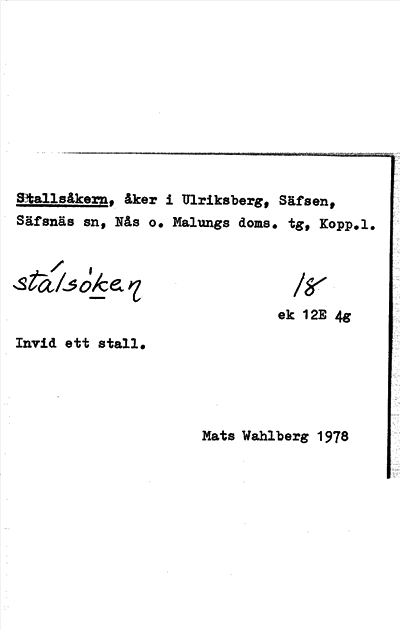 Stallsåkern, åker i Ulriksberg, Säfsen,
Säfsnäs sn, Nås o. Malungs doms. tg, Kopp.l.
stálsȯkeɳ 18
ek 12E 4g
Invid ett stall.
Mats Wahlberg 1978